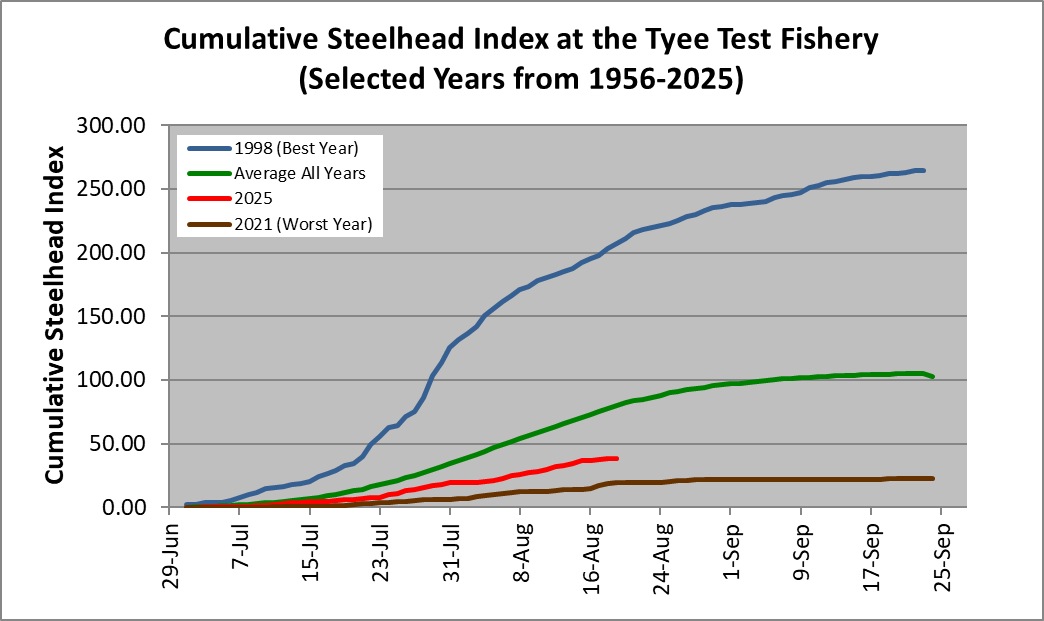 Cumulative Steelhead Index at the Tyee Test Fishery
(Selected Years from 1956-2025)
Cumulative Steelhead Index
300.00
250.00
200.00
150.00
100.00
50.00
0.00
1998 (Best Year)
Average All Years
2025
2021 (Worst Year)
29-Jun
7-Jul
15-Jul
23-Jul
31-Jul
8-Aug
16-Aug
24-Aug
1-Sep
9-Sep
17-Sep
25-Sep